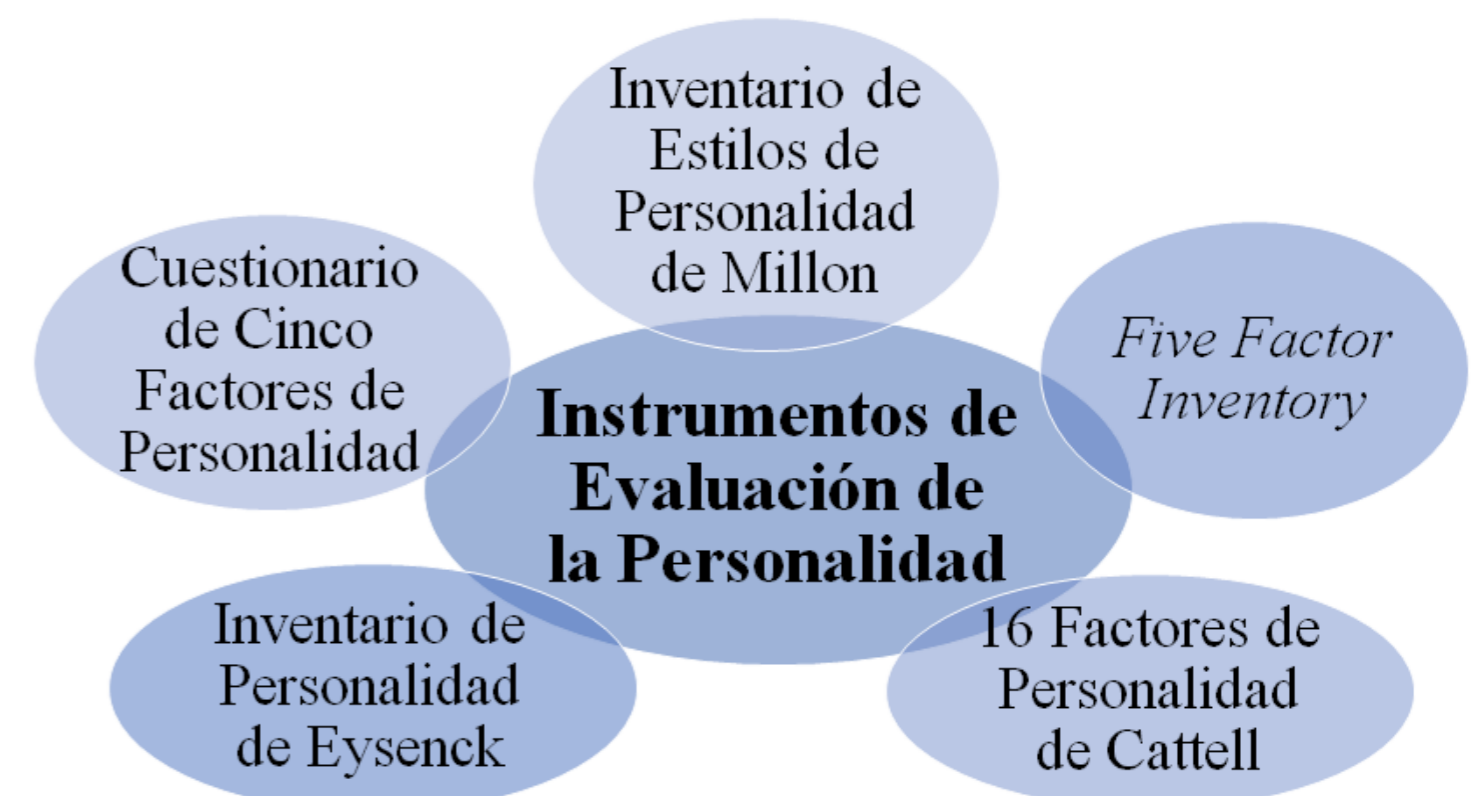 Inventario de
Estilos de
Personalidad
de Millon
Cuestionario
de Cinco
Factores de
Personalidad
Five Factor
Inventory
Instrumentos de
Evaluación de
la Personalidad
Inventario de
Personalidad
de Eysenck
16 Factores de
Personalidad
de Cattell